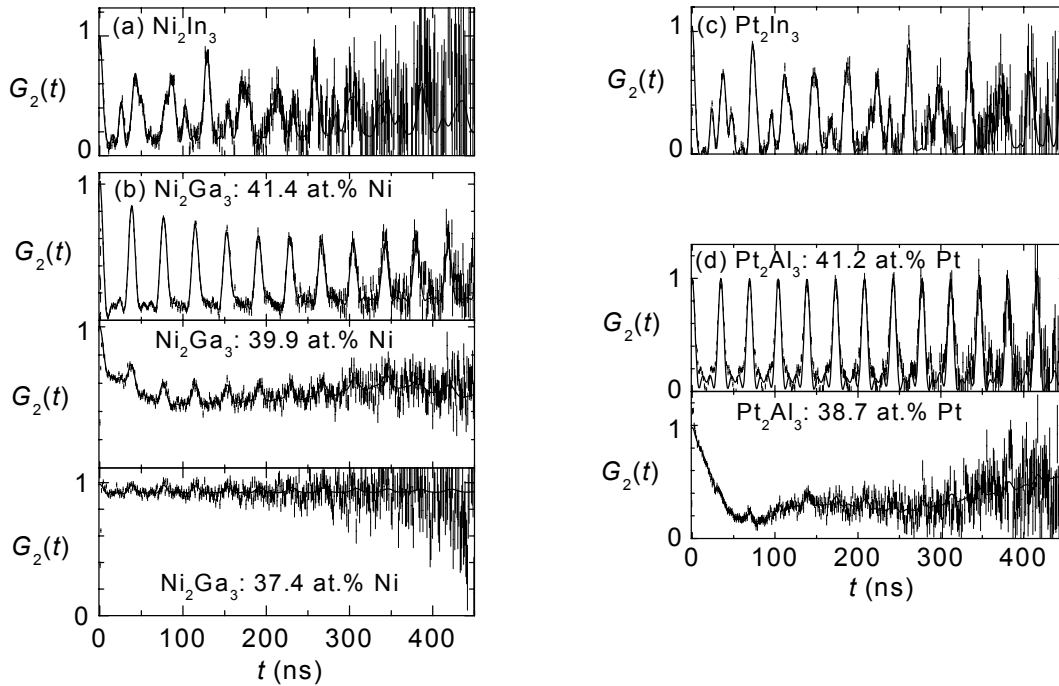 1
(a) Ni₂In₃
G₂(t)
0
(b) Ni₂Ga₃: 41.4 at.% Ni
G₂(t)
1
Ni₂Ga₃: 39.9 at.% Ni
G₂(t)
1
G₂(t)
Ni₂Ga₃: 37.4 at.% Ni
0
0 100 200 300 400
t (ns)
1
(c) Pt₂In₃
G₂(t)
0
(d) Pt₂Al₃: 41.2 at.% Pt
1
G₂(t)
0
Pt₂Al₃: 38.7 at.% Pt
1
G₂(t)
0
0 100 200 300 400
t (ns)